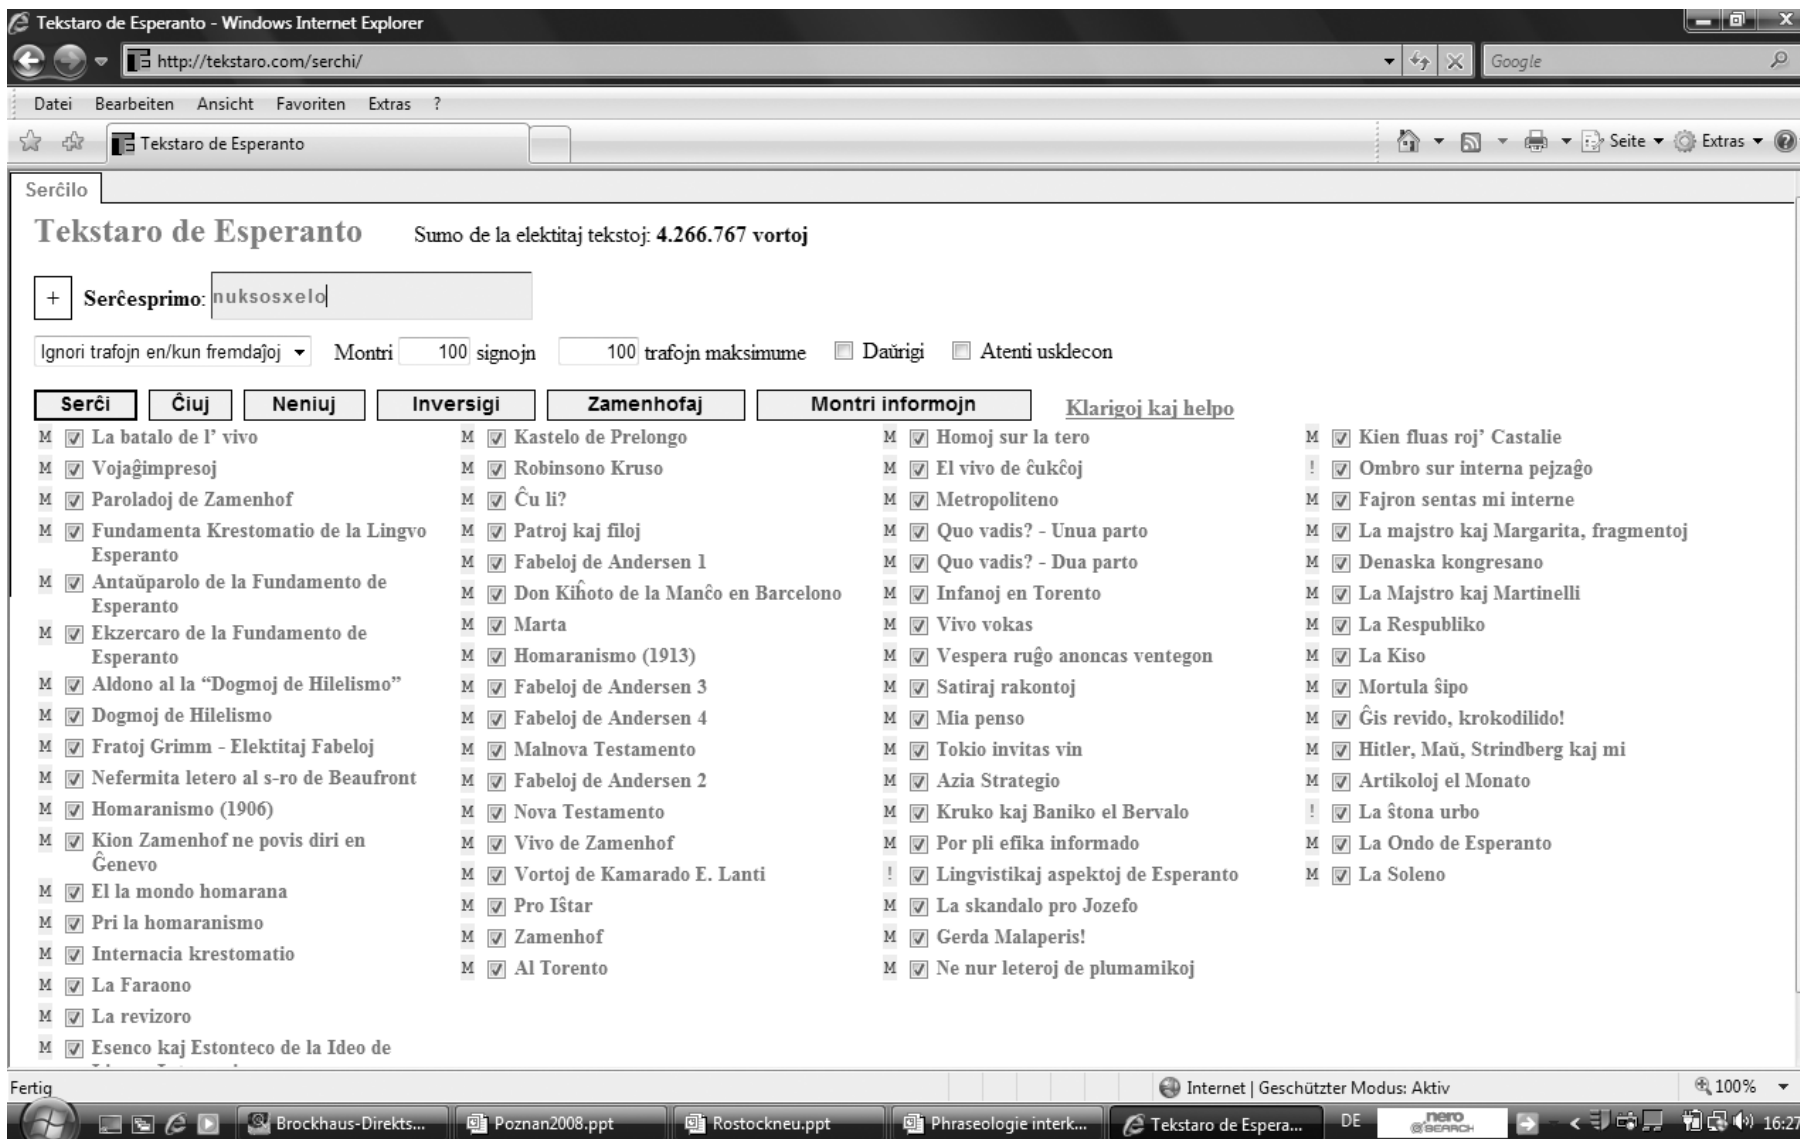 Tekstaro de Esperanto - Windows Internet Explorer
http://tekstaro.com/serchi/
Google
Datei Bearbeiten Ansicht Favoriten Extras ?
Tekstaro de Esperanto
Seite Extras
Serĉilo
Tekstaro de Esperanto Sumo de la elektitaj tekstoj: 4.266.767 vortoj
+ Serĉesprimo: nuksosxelo
Ignori trafojn en/kun fremdaĵoj Montri 100 signojn 100 trafojn maksimume Daŭrigi Atenti usklecon
Serĉi Ĉiuj Neniuj Inversigi Zamenhofaj Montri informojn Klarigoj kaj helpo
M La batalo de l’ vivo
M Vojaĝimpresoj
M Paroladoj de Zamenhof
M Fundamenta Krestomatio de la Lingvo
Esperanto
M Antaŭparolo de la Fundamento de
Esperanto
M Ekzercaro de la Fundamento de
Esperanto
M Aldono al la “Dogmoj de Hilelismo”
M Dogmoj de Hilelismo
M Fratoj Grimm - Elektitaj Fabeloj
M Nefermita letero al s-ro de Beaufront
M Homaranismo (1906)
M Kion Zamenhof ne povis diri en
Ĝenevo
M El la mondo homarana
M Pri la homaranismo
M Internacia krestomatio
M La Faraono
M La revizoro
M Esenco kaj Estonteco de la Ideo de
M Kastelo de Prelongo
M Robinsono Kruso
M Ĉu li?
M Patroj kaj filoj
M Fabeloj de Andersen 1
M Don Kiĥoto de la Manĉo en Barcelono
M Marta
M Homaranismo (1913)
M Fabeloj de Andersen 3
M Fabeloj de Andersen 4
M Malnova Testamento
M Fabeloj de Andersen 2
M Nova Testamento
M Vivo de Zamenhof
M Vortoj de Kamarado E. Lanti
M Pro Iŝtar
M Zamenhof
M Al Torento
M Homoj sur la tero
M El vivo de ĉukĉoj
M Metropoliteno
M Quo vadis? - Unua parto
M Quo vadis? - Dua parto
M Infanoj en Torento
M Vivo vokas
M Vespera ruĝo anoncas ventegon
M Satiraj rakontoj
M Mia penso
M Tokio invitas vin
M Azia Strategio
M Kruko kaj Baniko el Bervalo
M Por pli efika informado
! Lingvistikaj aspektoj de Esperanto
M La skandalo pro Jozefo
M Gerda Malaperis!
M Ne nur leteroj de plumamikoj
M Kien fluas roj’ Castalie
! Ombro sur interna pejzaĝo
M Fajron sentas mi interne
M La majstro kaj Margarita, fragmentoj
M Denaska kongresano
M La Majstro kaj Martinelli
M La Respubliko
M La Kiso
M Mortula ŝipo
M Ĝis revido, krokodilido!
M Hitler, Maŭ, Strindberg kaj mi
M Artikoloj el Monato
! La ŝtona urbo
M La Ondo de Esperanto
M La Soleno
Fertig Internet | Geschützter Modus: Aktiv 100%
Brockhaus-Direkts... Poznan2008.ppt Rostockneu.ppt Phraseologie interk... Tekstaro de Espera... DE nero SEARCH 16:27